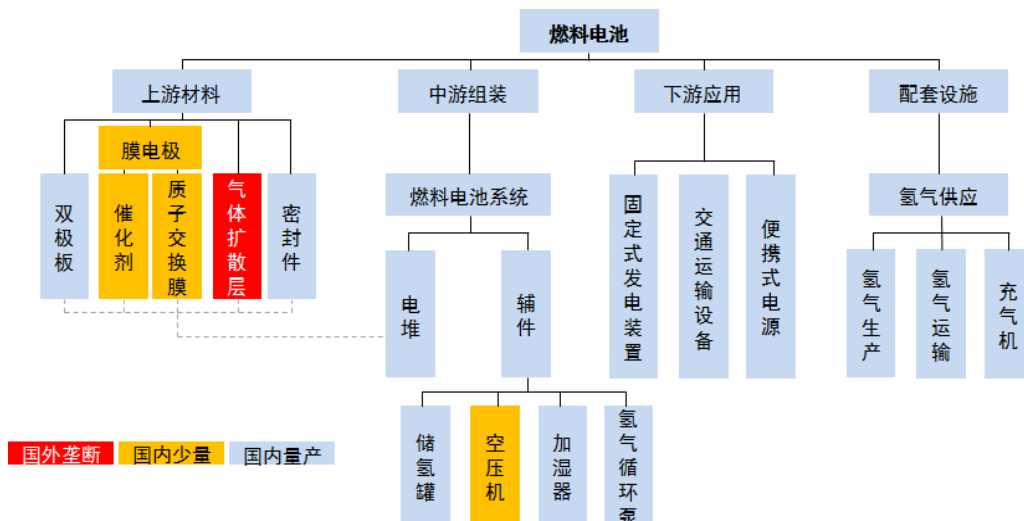 燃料电池
上游材料
中游组装
下游应用
配套设施
膜电极
双极板
催化剂
质子交换膜
气体扩散层
密封件
燃料电池系统
固定式发电装置
交通运输设备
便携式电源
氢气供应
电堆
辅件
氢气生产
氢气运输
充气机
储氢罐
空压机
加湿器
氢气循环泵
国外垄断
国内少量
国内量产